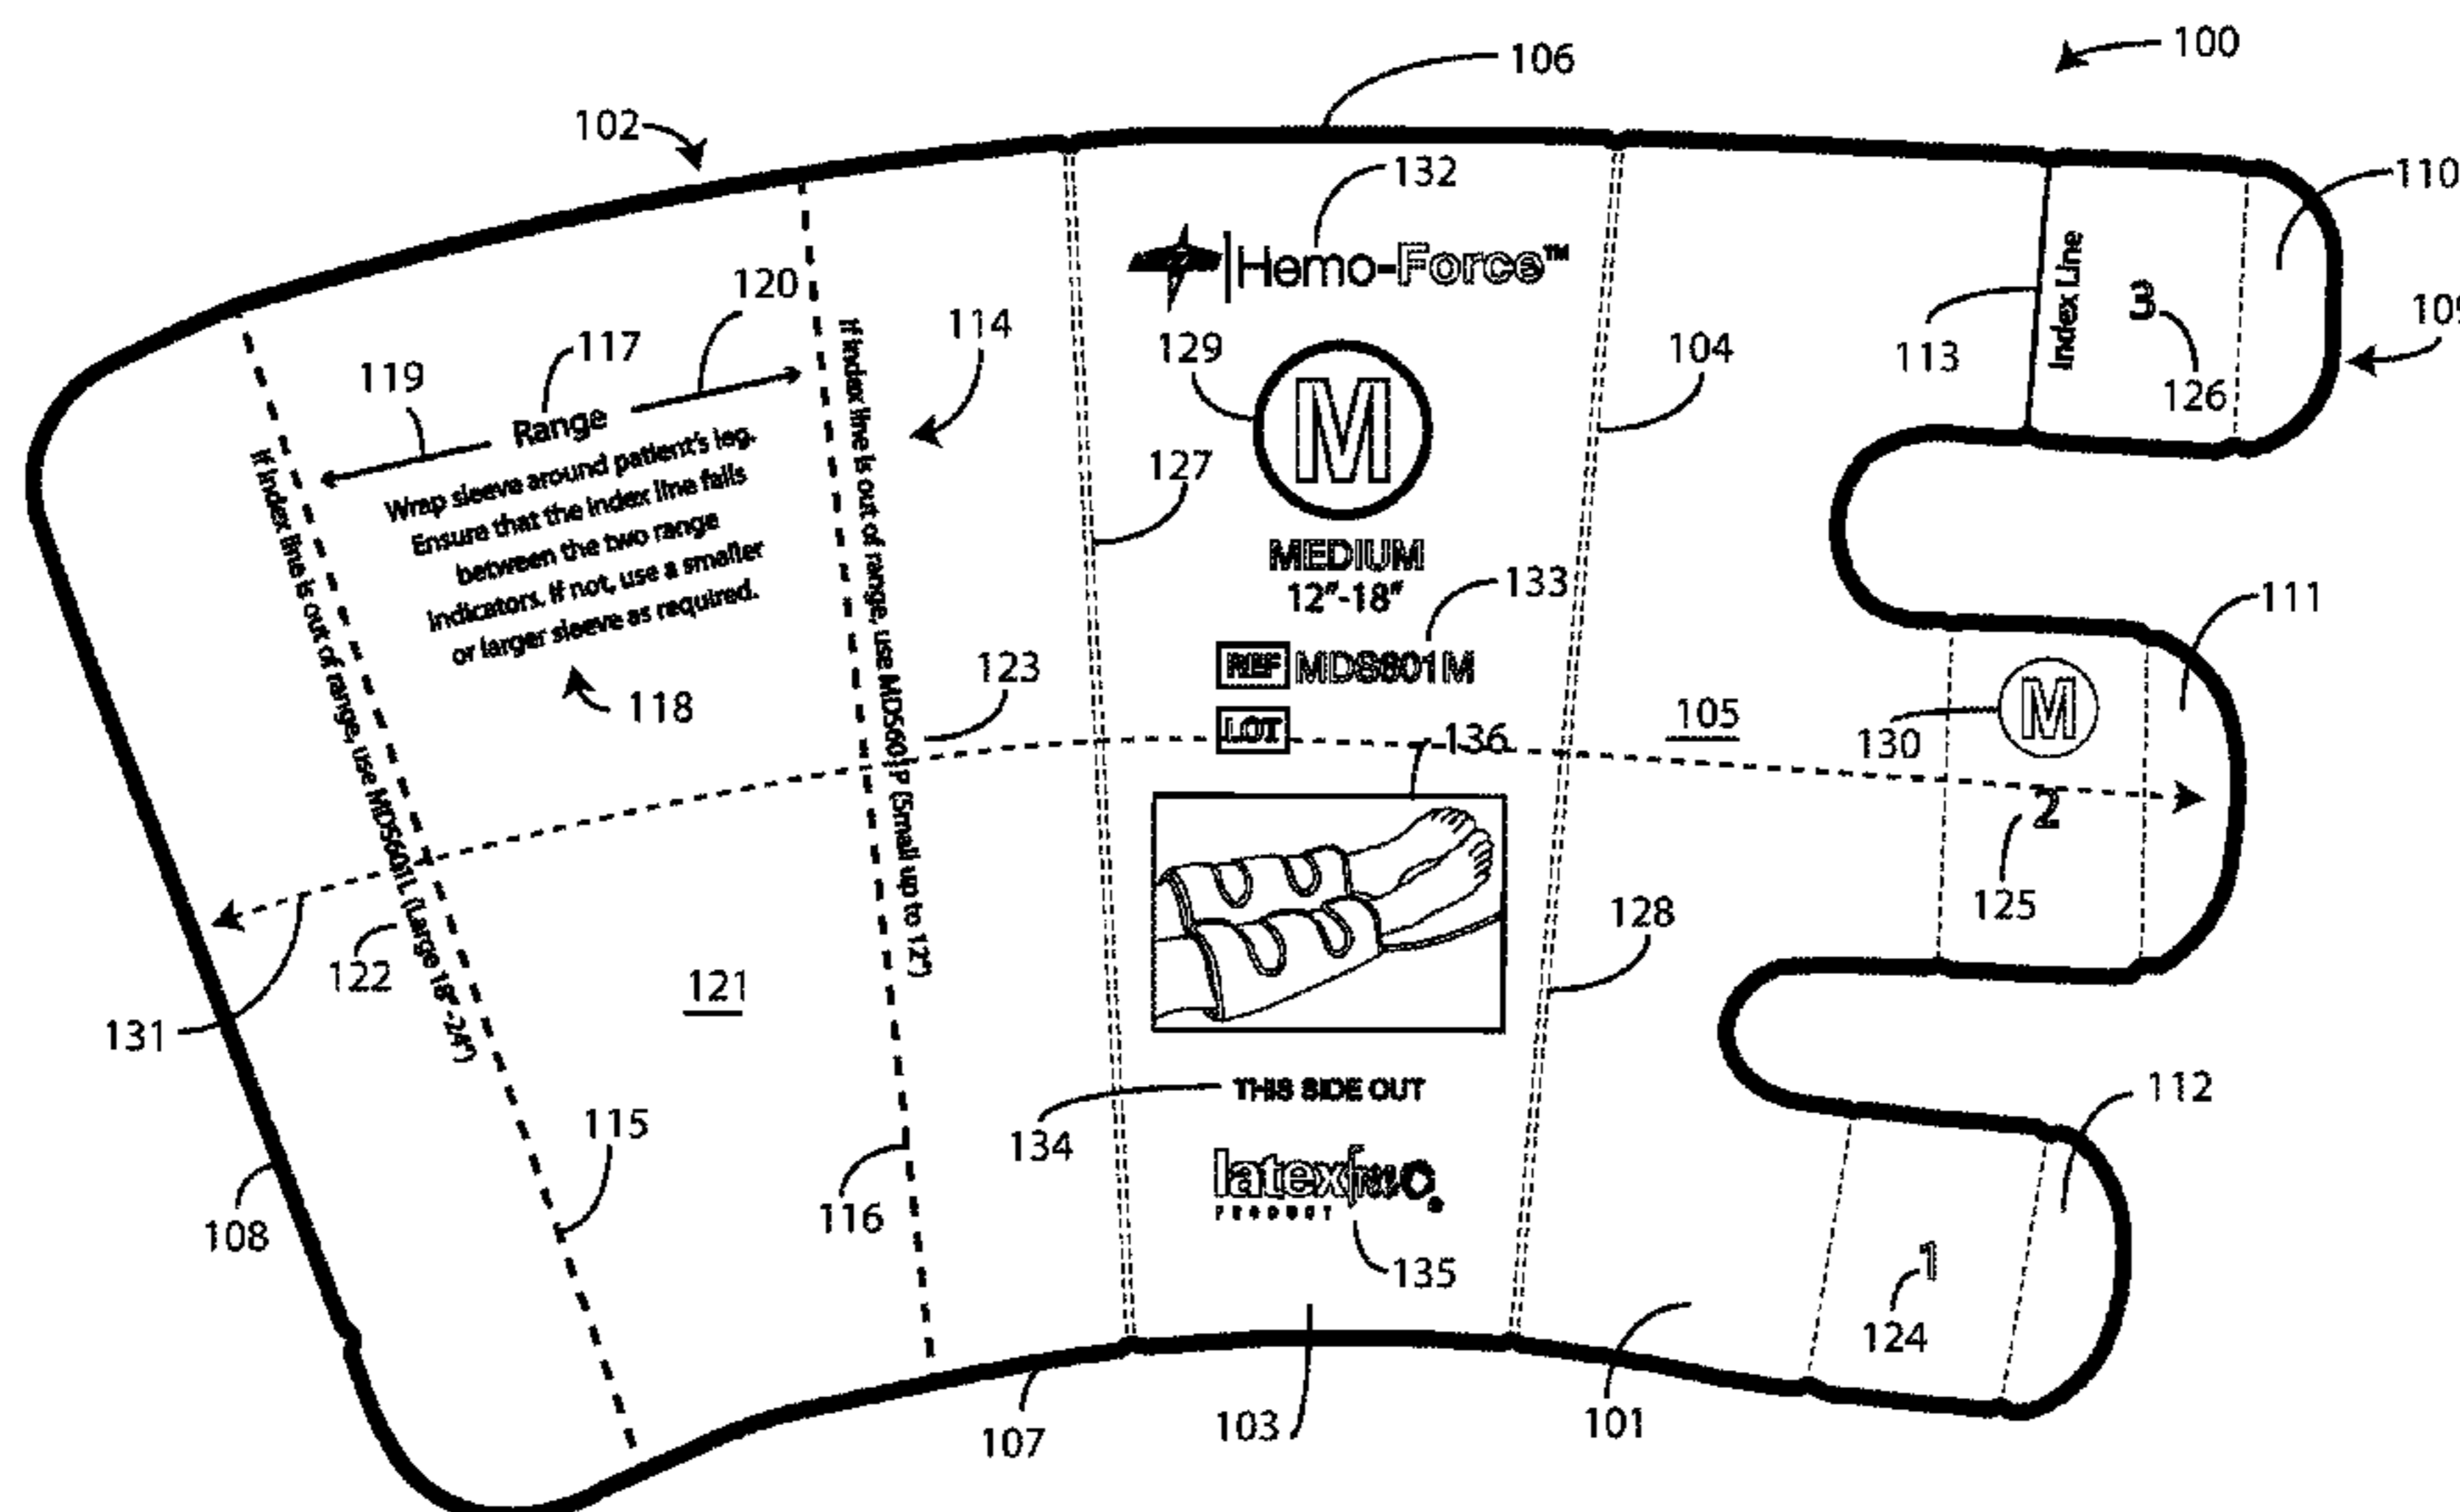 100
106
102
132
110
Hemo-Force™
120
114
129
104
109
117
119
113
Index Line
3
126
Range
M
127
Wrap sleeve around patient's leg.
Ensure that the index line falls
between the two range
indicators. If not, use a smaller
or larger sleeve as required.
118
If index line is out of range, use MDS601L (Large 18"-24")
If index line is out of range, use MDS601P (Small up to 12")
MEDIUM
12"-18"
133
111
REF MDS601M
123
LOT
136
105
130
M
2
125
122
121
128
131
THIS SIDE OUT
134
115
116
112
108
latex
PRODUCT
135
1
124
107
103
101